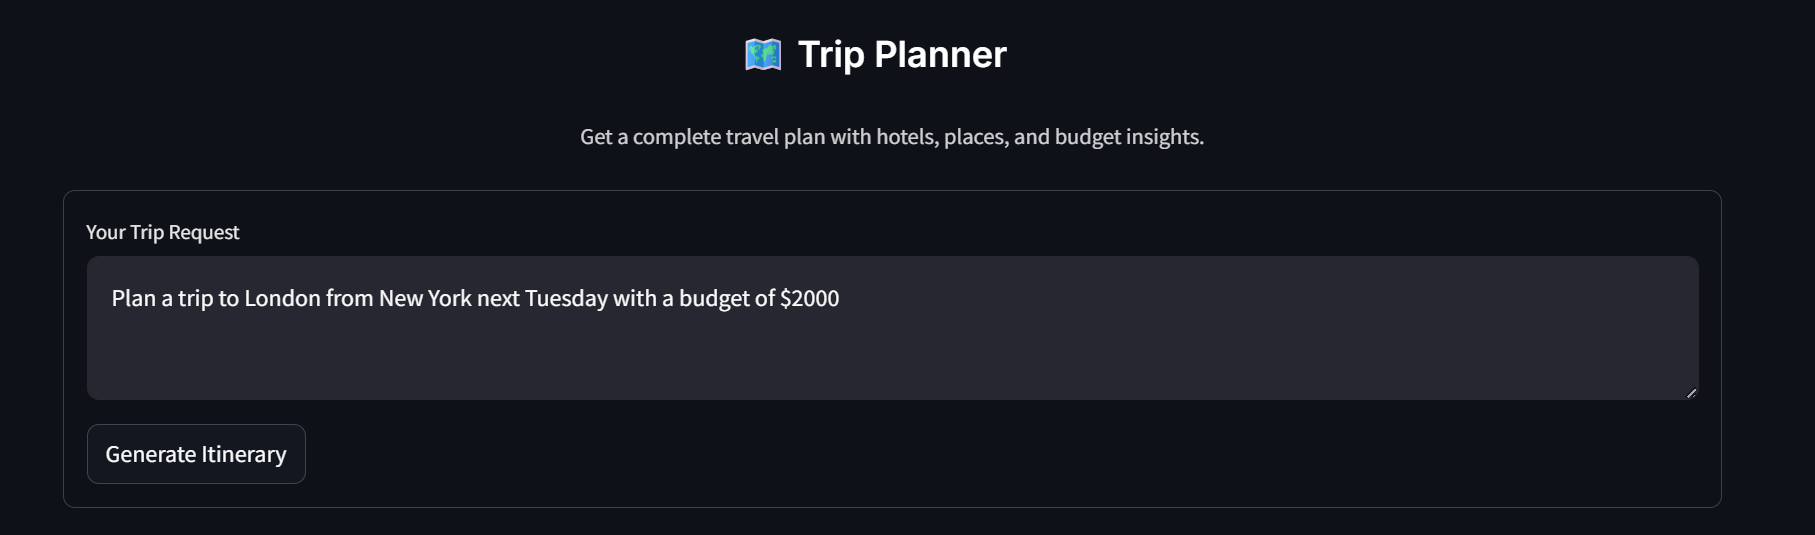 Trip Planner
Get a complete travel plan with hotels, places, and budget insights.
Your Trip Request
Plan a trip to London from New York next Tuesday with a budget of $2000
Generate Itinerary